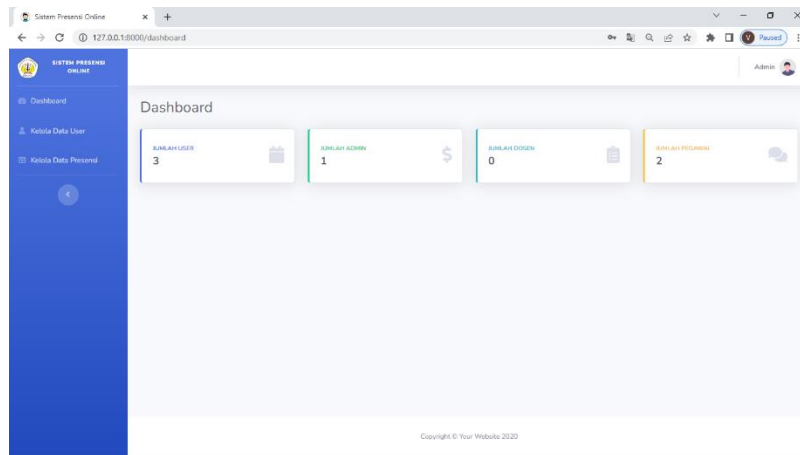 Sistem Presensi Online
127.0.0.1:8000/dashboard
Paused
SISTEM PRESENSI
ONLINE
Admin
Dashboard
Kelola Data User
Kelola Data Presensi
Dashboard
JUMLAH USER
3
JUMLAH ADMIN
1
JUMLAH DOSEN
0
JUMLAH PEGAWAI
2
Copyright © Your Website 2020